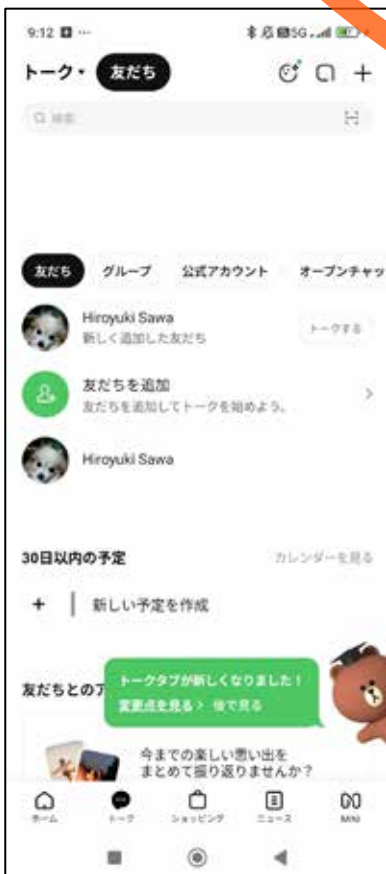 9:12
5G
トーク・ 友だち
検索
友だち グループ 公式アカウント オープンチャッ
Hiroyuki Sawa
新しく追加した友だち
トークする
友だちを追加
友だちを追加してトークを始めよう。
Hiroyuki Sawa
30日以内の予定
カレンダーを見る
+ 新しい予定を作成
トークタブが新しくなりました!
変更点を見る> 後で見る
友だちとのア
今までの楽しい思い出を
まとめて振り返りませんか?
ホーム トーク ショッピング ニュース MINI